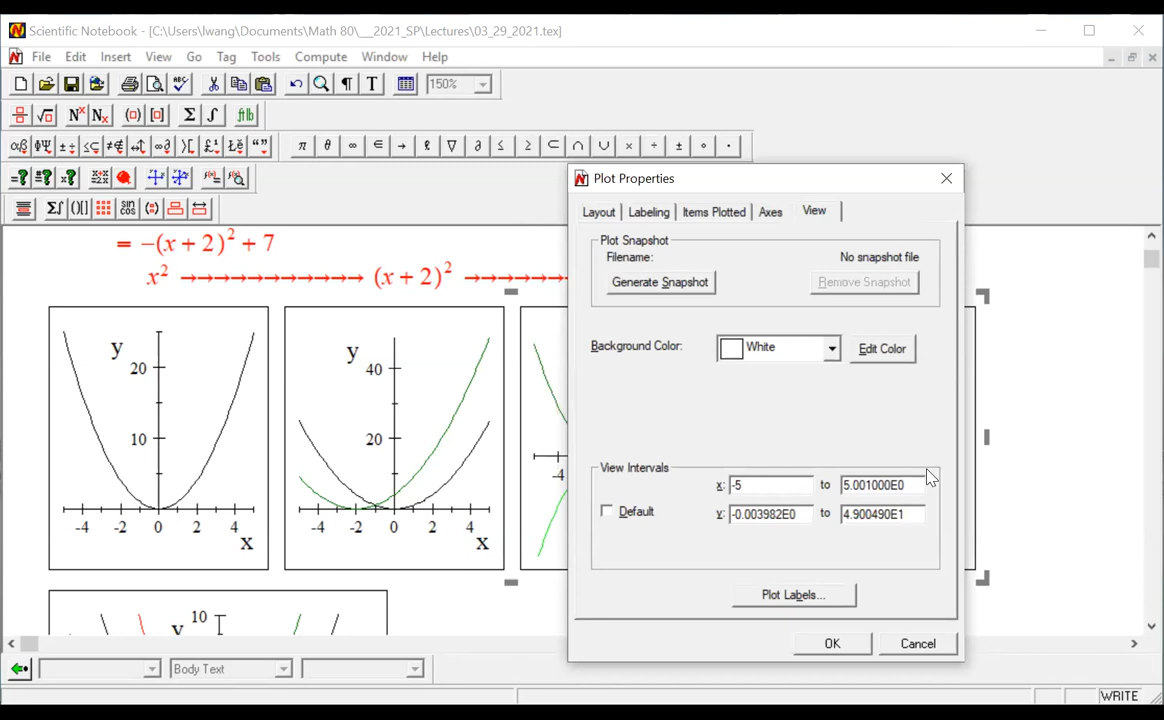 Scientific Notebook - [C:\Users\lwang\Documents\Math 80\__2021_SP\Lectures\03_29_2021.tex]
File Edit Insert View Go Tag Tools Compute Window Help
150%
= −(x + 2)² + 7
x² →→→→→→→→→→→→ (x + 2)² →→→→→→→
Plot Properties
Layout Labeling Items Plotted Axes View
Plot Snapshot
Filename: No snapshot file
Generate Snapshot Remove Snapshot
Background Color: White Edit Color
View Intervals
x: -5 to 5.001000E0
Default y: -0.003982E0 to 4.900490E1
Plot Labels...
OK Cancel
y 20 10 -4 -2 0 2 4 x
y 40 20 -4 -2 0 2 4 x
-4
y 10
Body Text
WRITE